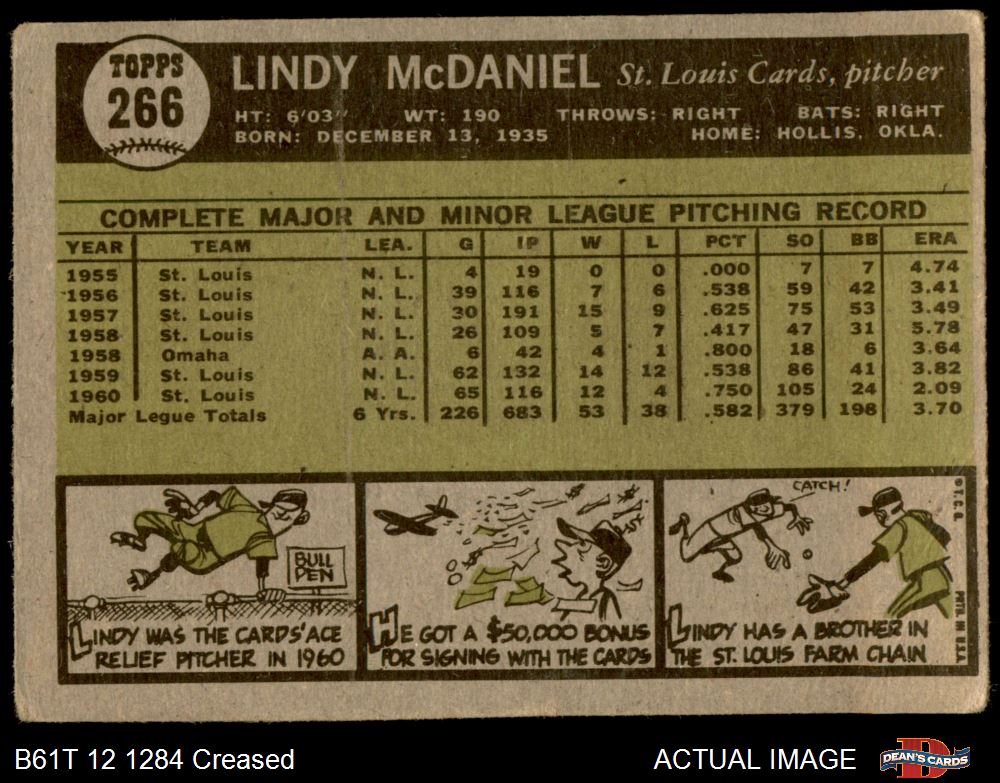 TOPPS
266
LINDY McDANIEL St. Louis Cards, pitcher
HT: 6'03" WT: 190 THROWS: RIGHT BATS: RIGHT
BORN: DECEMBER 13, 1935 HOME: HOLLIS, OKLA.
COMPLETE MAJOR AND MINOR LEAGUE PITCHING RECORD
YEAR TEAM LEA. G IP W L PCT SO BB ERA
1955 St. Louis N. L. 4 19 0 0 .000 7 7 4.74
1956 St. Louis N. L. 39 116 7 6 .538 59 42 3.41
1957 St. Louis N. L. 30 191 15 9 .625 75 53 3.49
1958 St. Louis N. L. 26 109 5 7 .417 47 31 5.78
1958 Omaha A. A. 6 42 4 1 .800 18 6 3.64
1959 St. Louis N. L. 62 132 14 12 .538 86 41 3.82
1960 St. Louis N. L. 65 116 12 4 .750 105 24 2.09
Major Legue Totals 6 Yrs. 226 683 53 38 .582 379 198 3.70
BULL
PEN
LINDY WAS THE CARDS' ACE
RELIEF PITCHER IN 1960
HE GOT A $50,000 BONUS
FOR SIGNING WITH THE CARDS
CATCH!
LINDY HAS A BROTHER IN
THE ST. LOUIS FARM CHAIN
© T.C.G. PRTD. IN U.S.A.
B61T 12 1284 Creased
ACTUAL IMAGE
DEAN'S CARDS